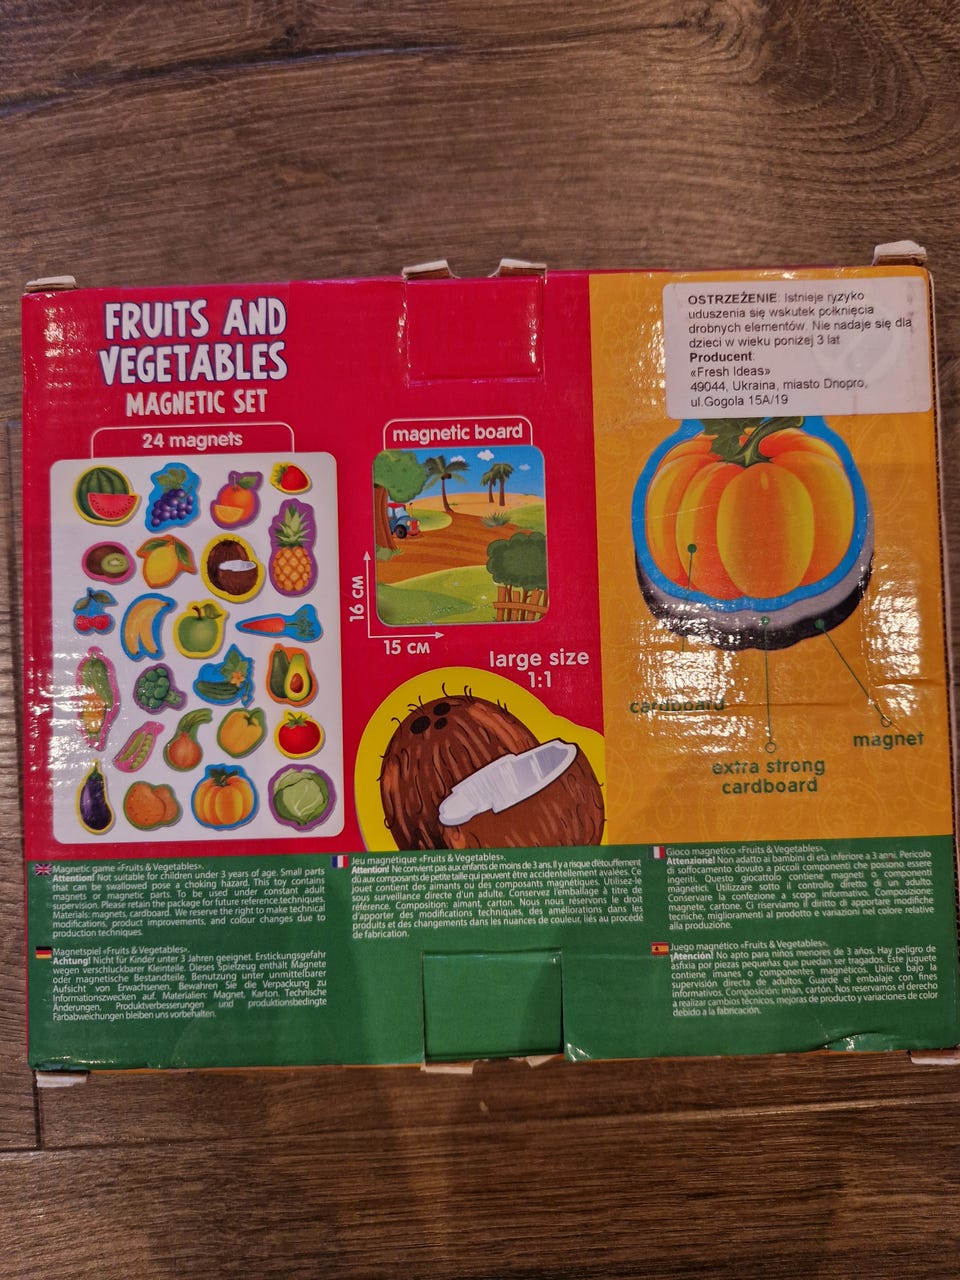 FRUITS AND
VEGETABLES
MAGNETIC SET
24 magnets
magnetic board
16 см
15 см
large size
1:1
OSTRZEŻENIE: Istnieje ryzyko
uduszenia się wskutek połknięcia
drobnych elementów. Nie nadaje się dla
dzieci w wieku poniżej 3 lat
Producent:
«Fresh Ideas»
49044, Ukraina, miasto Dnopro,
ul.Gogola 15A/19
cardboard
extra strong
cardboard
magnet
Magnetic game «Fruits & Vegetables».
Attention! Not suitable for children under 3 years of age. Small parts
that can be swallowed pose a choking hazard. This toy contains
magnets or magnetic parts. To be used under constant adult
supervision. Please retain the package for future reference.techniques.
Materials: magnets, cardboard. We reserve the right to make technical
modifications, product improvements, and colour changes due to
production techniques.
Magnetspiel «Fruits & Vegetables».
Achtung! Nicht für Kinder unter 3 Jahren geeignet. Erstickungsgefahr
wegen verschluckbarer Kleinteile. Dieses Spielzeug enthält Magnete
oder magnetische Bestandteile. Benutzung unter unmittelbarer
Aufsicht von Erwachsenen. Bewahren Sie die Verpackung zu
Informationszwecken auf. Materialien: Magnet, Karton. Technische
Änderungen, Produktverbesserungen und produktionsbedingte
Farbabweichungen bleiben uns vorbehalten.
Jeu magnétique «Fruits & Vegetables».
Attention! Ne convient pas aux enfants de moins de 3 ans. Il y a risque d'étouffement
dû aux composants de petite taille qui peuvent être accidentellement avalées. Ce
jouet contient des aimants ou des composants magnétiques. Utilisez-le
sous surveillance directe d'un adulte. Conservez l'emballage à titre de
référence. Composition: aimant, carton. Nous nous réservons le droit
d'apporter des modifications techniques, des améliorations dans les
produits et des changements dans les nuances de couleur, liés au procédé
de fabrication.
Gioco magnetico «Fruits & Vegetables».
Attenzione! Non adatto ai bambini di età inferiore a 3 anni. Pericolo
di soffocamento dovuto a piccoli componenti che possono essere
ingeriti. Questo giocattolo contiene magneti o componenti
magnetici. Utilizzare sotto il controllo diretto di un adulto.
Conservare la confezione a scopo informativo. Composizione:
magnete, cartone. Ci riserviamo il diritto di apportare modifiche
tecniche, miglioramenti al prodotto e variazioni nel colore relative
alla produzione.
Juego magnético «Fruits & Vegetables».
¡Atención! No apto para niños menores de 3 años. Hay peligro de
asfixia por piezas pequeñas que puedan ser tragados. Este juguete
contiene imanes o componentes magnéticos. Utilice bajo la
supervisión directa de adultos. Guarde el embalaje con fines
informativos. Composición: imán, cartón. Nos reservamos el derecho
a realizar cambios técnicos, mejoras de producto y variaciones de color
debido a la fabricación.